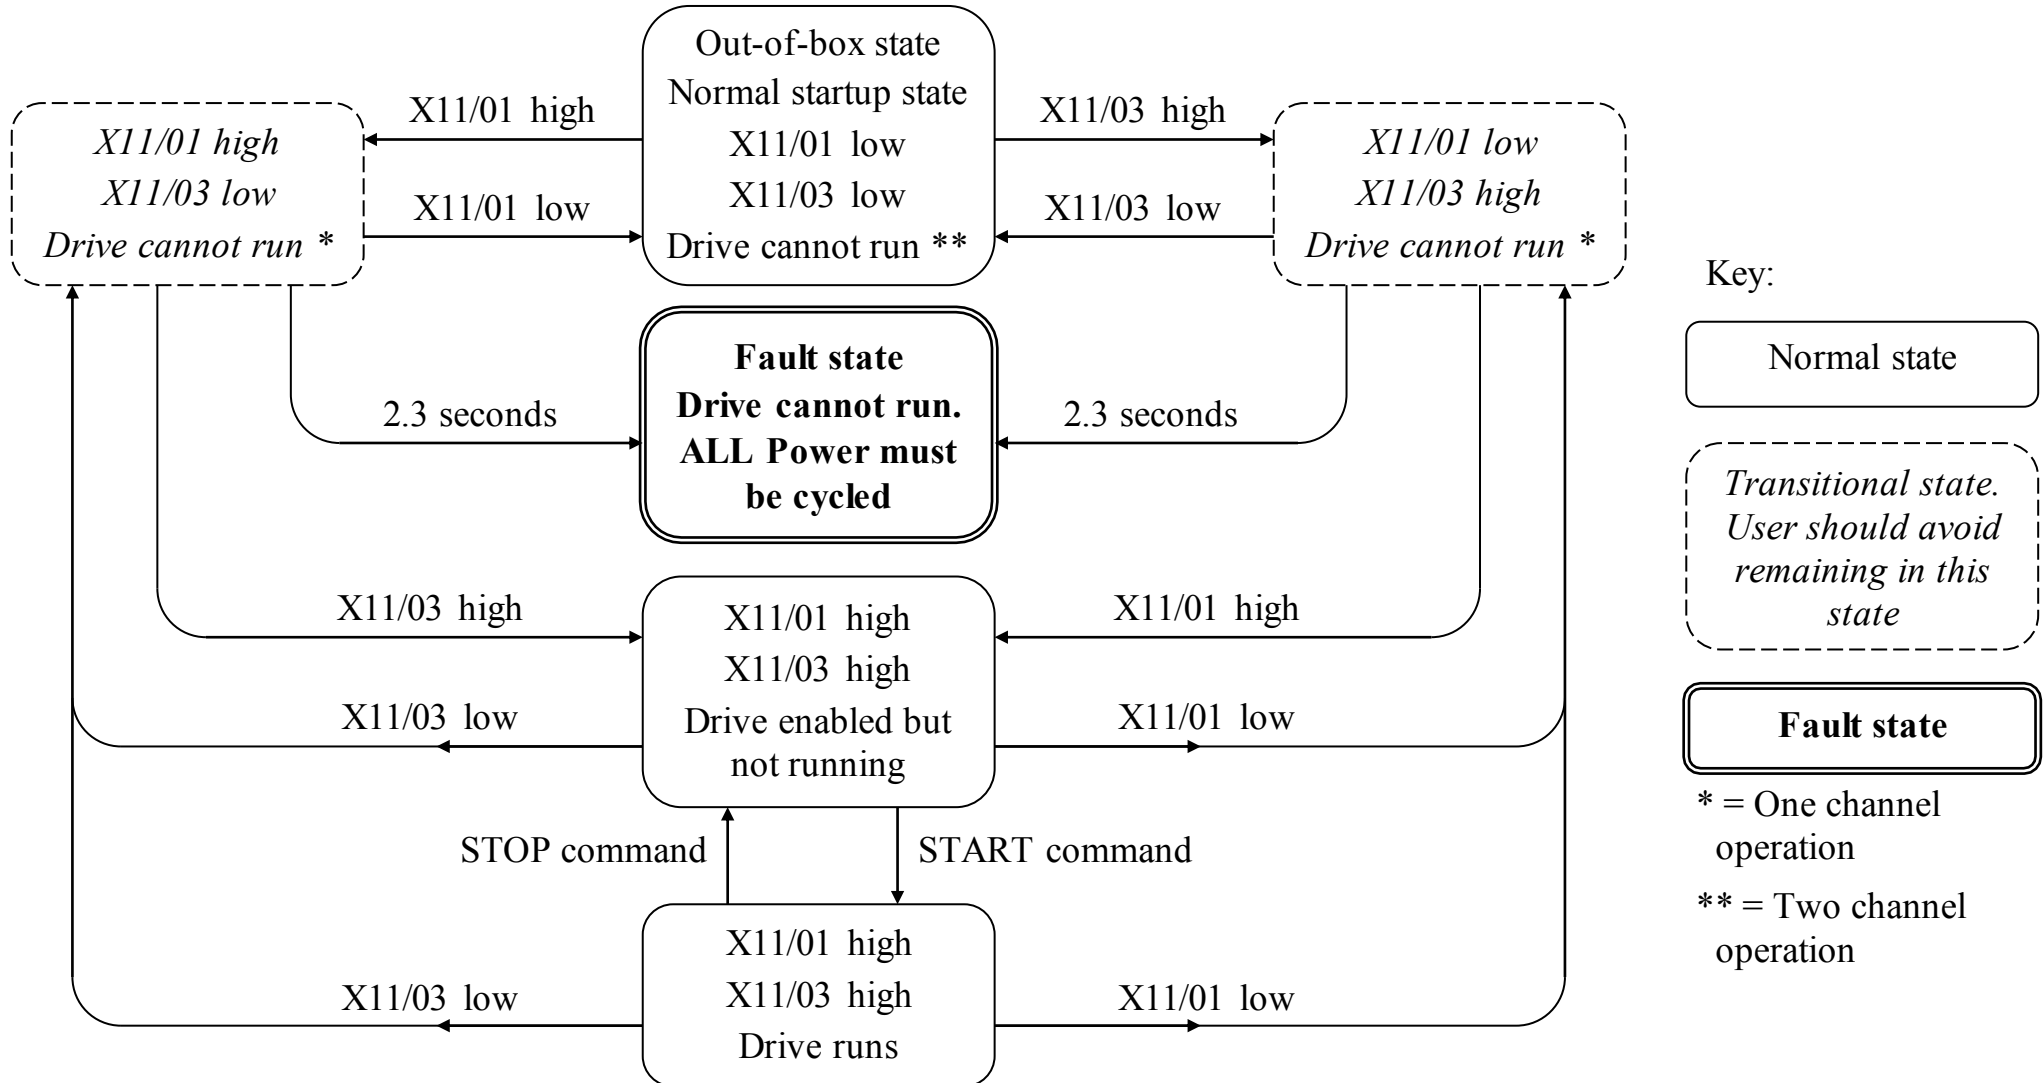 Out-of-box state
Normal startup state
X11/01 low
X11/03 low
Drive cannot run **
X11/01 high
X11/01 low
X11/03 high
X11/03 low
X11/01 high
X11/03 low
Drive cannot run *
X11/01 low
X11/03 high
Drive cannot run *
2.3 seconds
Fault state
Drive cannot run.
ALL Power must
be cycled
2.3 seconds
X11/03 high
X11/01 high
X11/03 high
Drive enabled but
not running
X11/01 high
X11/03 low
X11/01 low
STOP command
START command
X11/01 high
X11/03 high
Drive runs
X11/03 low
X11/01 low
Key:
Normal state
Transitional state.
User should avoid
remaining in this
state
Fault state
* = One channel
operation
** = Two channel
operation